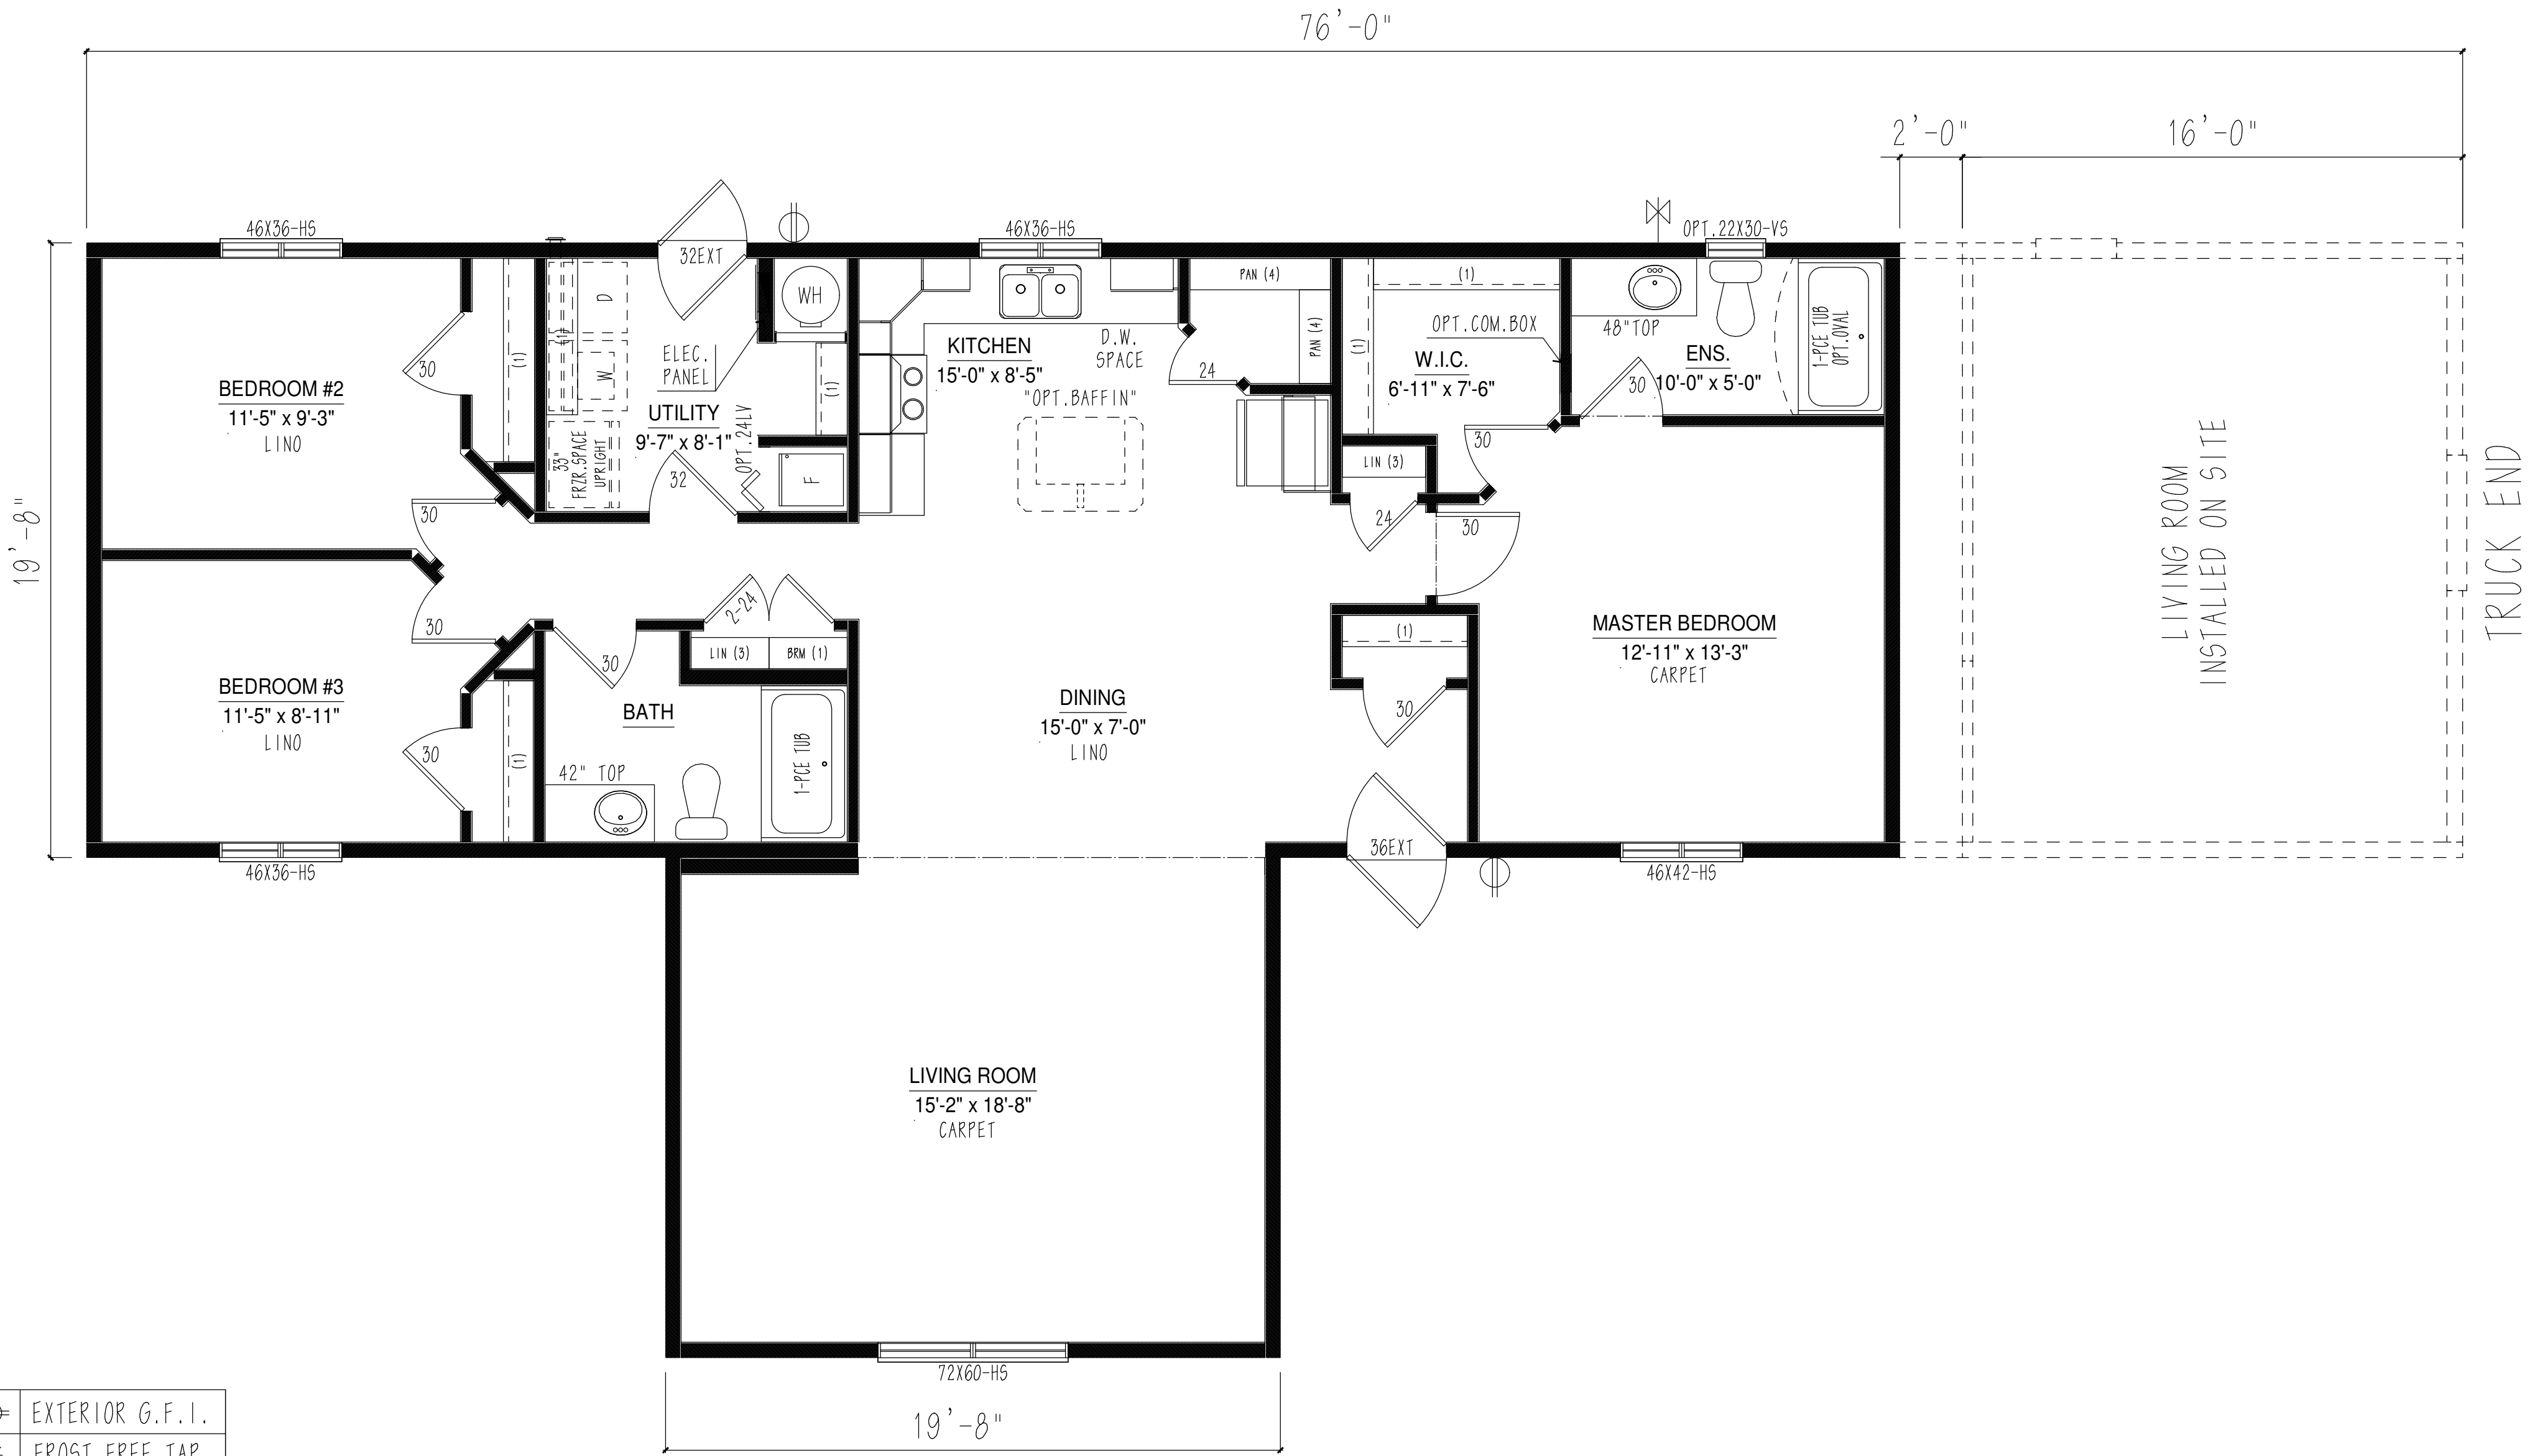 76'-0"
2'-0"
16'-0"
46X36-HS
46X36-HS
OPT.22X30-VS
32EXT
WH
D
(1)
W
ELEC.
PANEL
(1)
33"
FRZR.SPACE
UPRIGHT
UTILITY
9'-7" x 8'-1"
OPT.24LV
32
F
BEDROOM #2
11'-5" x 9'-3"
LINO
30
(1)
30
19'-8"
KITCHEN
15'-0" x 8'-5"
D.W.
SPACE
"OPT.BAFFIN"
PAN (4)
PAN (4)
24
(1)
(1)
OPT.COM.BOX
W.I.C.
6'-11" x 7'-6"
30
48"TOP
ENS.
10'-0" x 5'-0"
30
1-PCE TUB
OPT.OVAL
LIN (3)
24
30
30
BEDROOM #3
11'-5" x 8'-11"
LINO
30
(1)
30
2-24
LIN (3)
BRM (1)
BATH
42" TOP
1-PCE TUB
DINING
15'-0" x 7'-0"
LINO
(1)
30
MASTER BEDROOM
12'-11" x 13'-3"
CARPET
LIVING ROOM
INSTALLED ON SITE
TRUCK END
36EXT
46X36-HS
46X42-HS
LIVING ROOM
15'-2" x 18'-8"
CARPET
72X60-HS
19'-8"
EXTERIOR G.F.I.
FROST FREE TAP